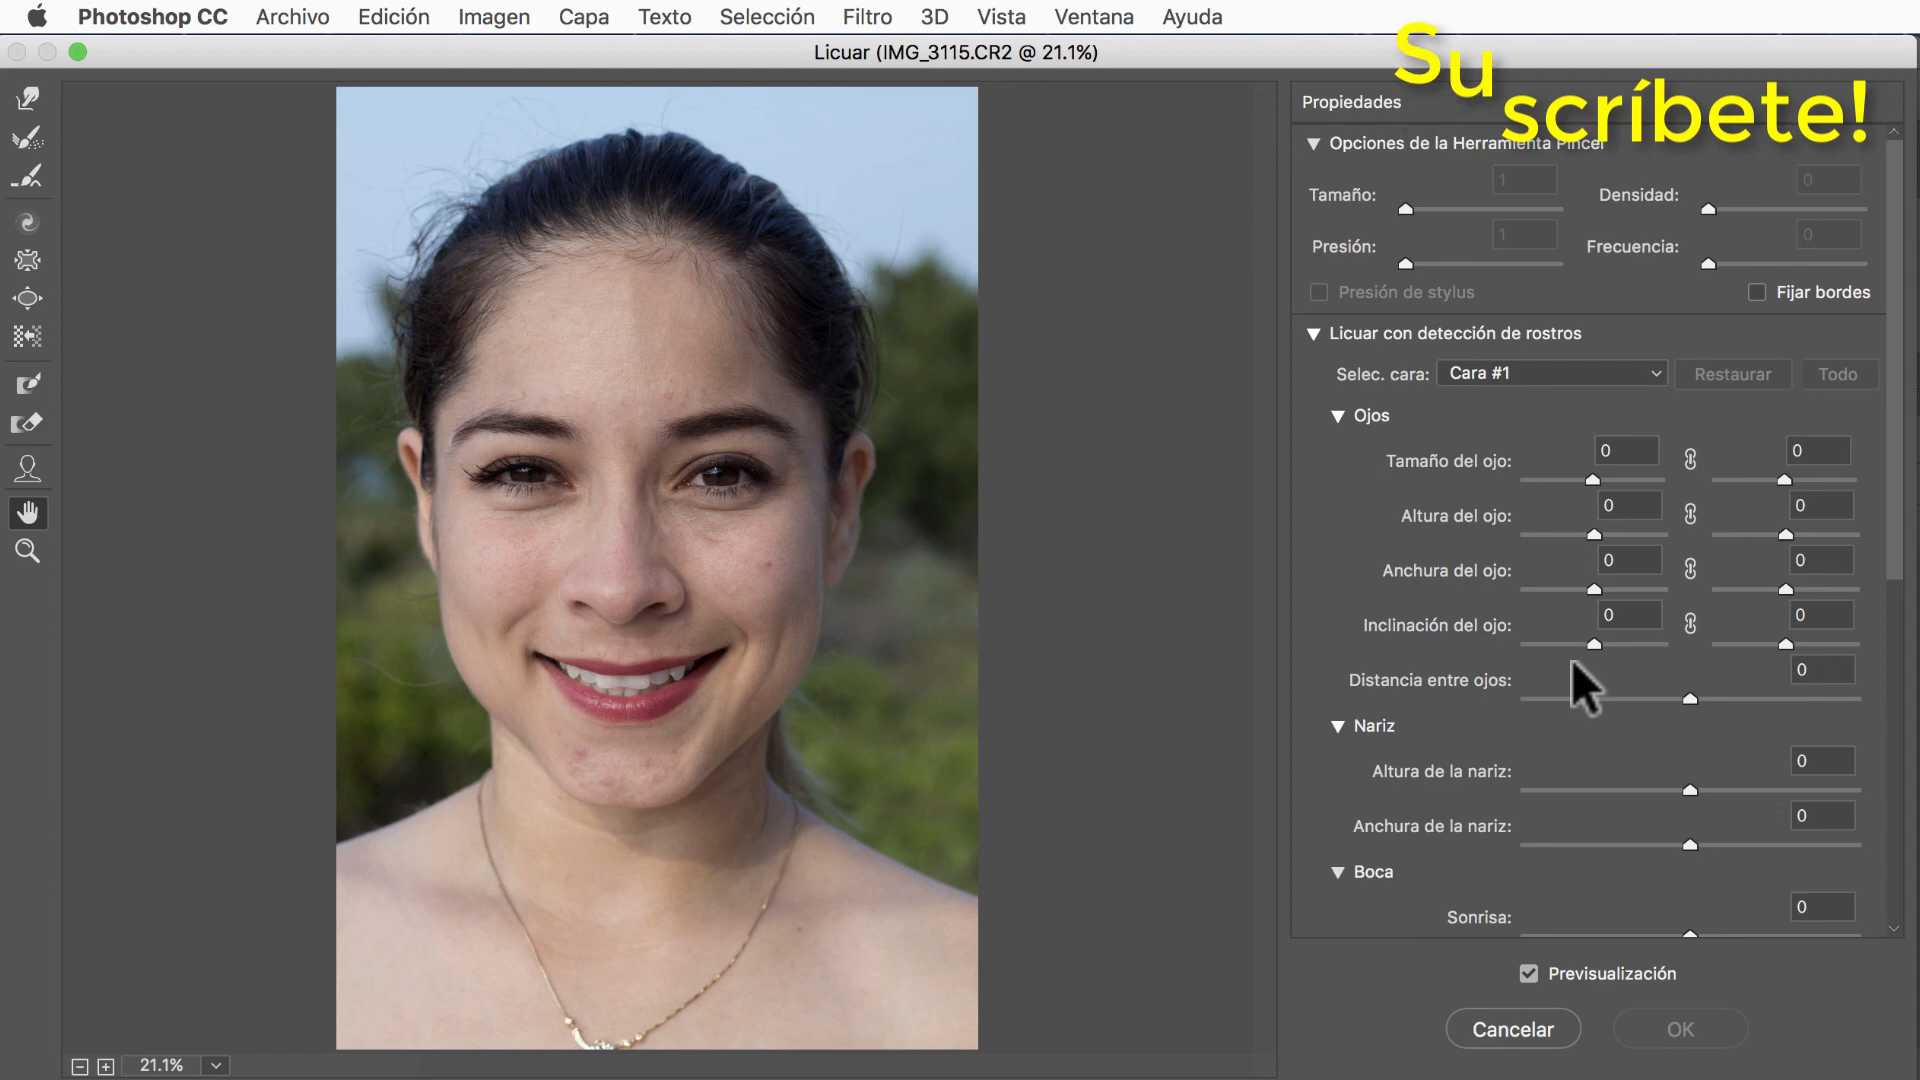 Photoshop CC Archivo Edición Imagen Capa Texto Selección Filtro 3D Vista Ventana Ayuda
Licuar (IMG_3115.CR2 @ 21.1%)
Suscríbete!
Propiedades
Opciones de la Herramienta Pincel
Tamaño: 1 Densidad: 0
Presión: 1 Frecuencia: 0
Presión de stylus Fijar bordes
Licuar con detección de rostros
Selec. cara: Cara #1 Restaurar Todo
Ojos
Tamaño del ojo: 0 0
Altura del ojo: 0 0
Anchura del ojo: 0 0
Inclinación del ojo: 0 0
Distancia entre ojos: 0
Nariz
Altura de la nariz: 0
Anchura de la nariz: 0
Boca
Sonrisa: 0
Previsualización
Cancelar OK
21.1%